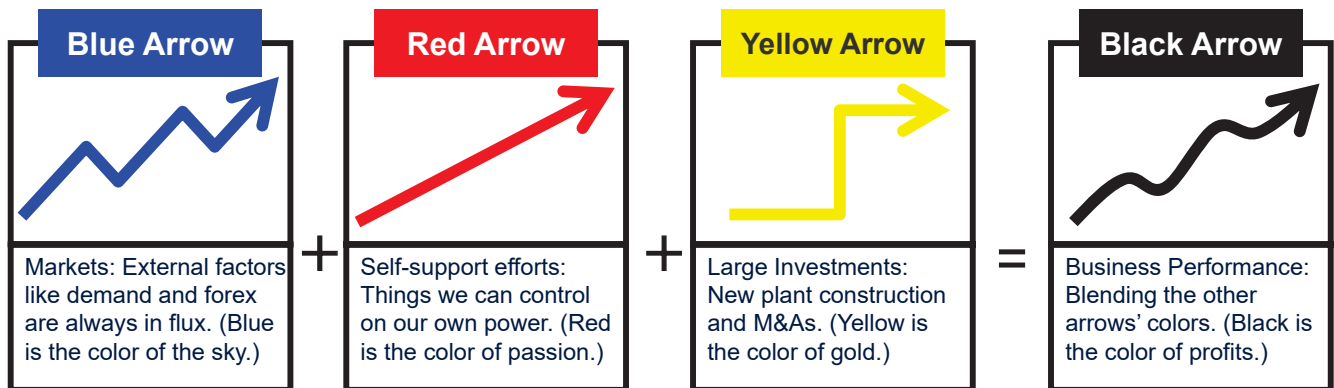 Blue Arrow
Markets: External factors
like demand and forex
are always in flux. (Blue
is the color of the sky.)
+
Red Arrow
Self-support efforts:
Things we can control
on our own power. (Red
is the color of passion.)
+
Yellow Arrow
Large Investments:
New plant construction
and M&As. (Yellow is
the color of gold.)
=
Black Arrow
Business Performance:
Blending the other
arrows’ colors. (Black is
the color of profits.)